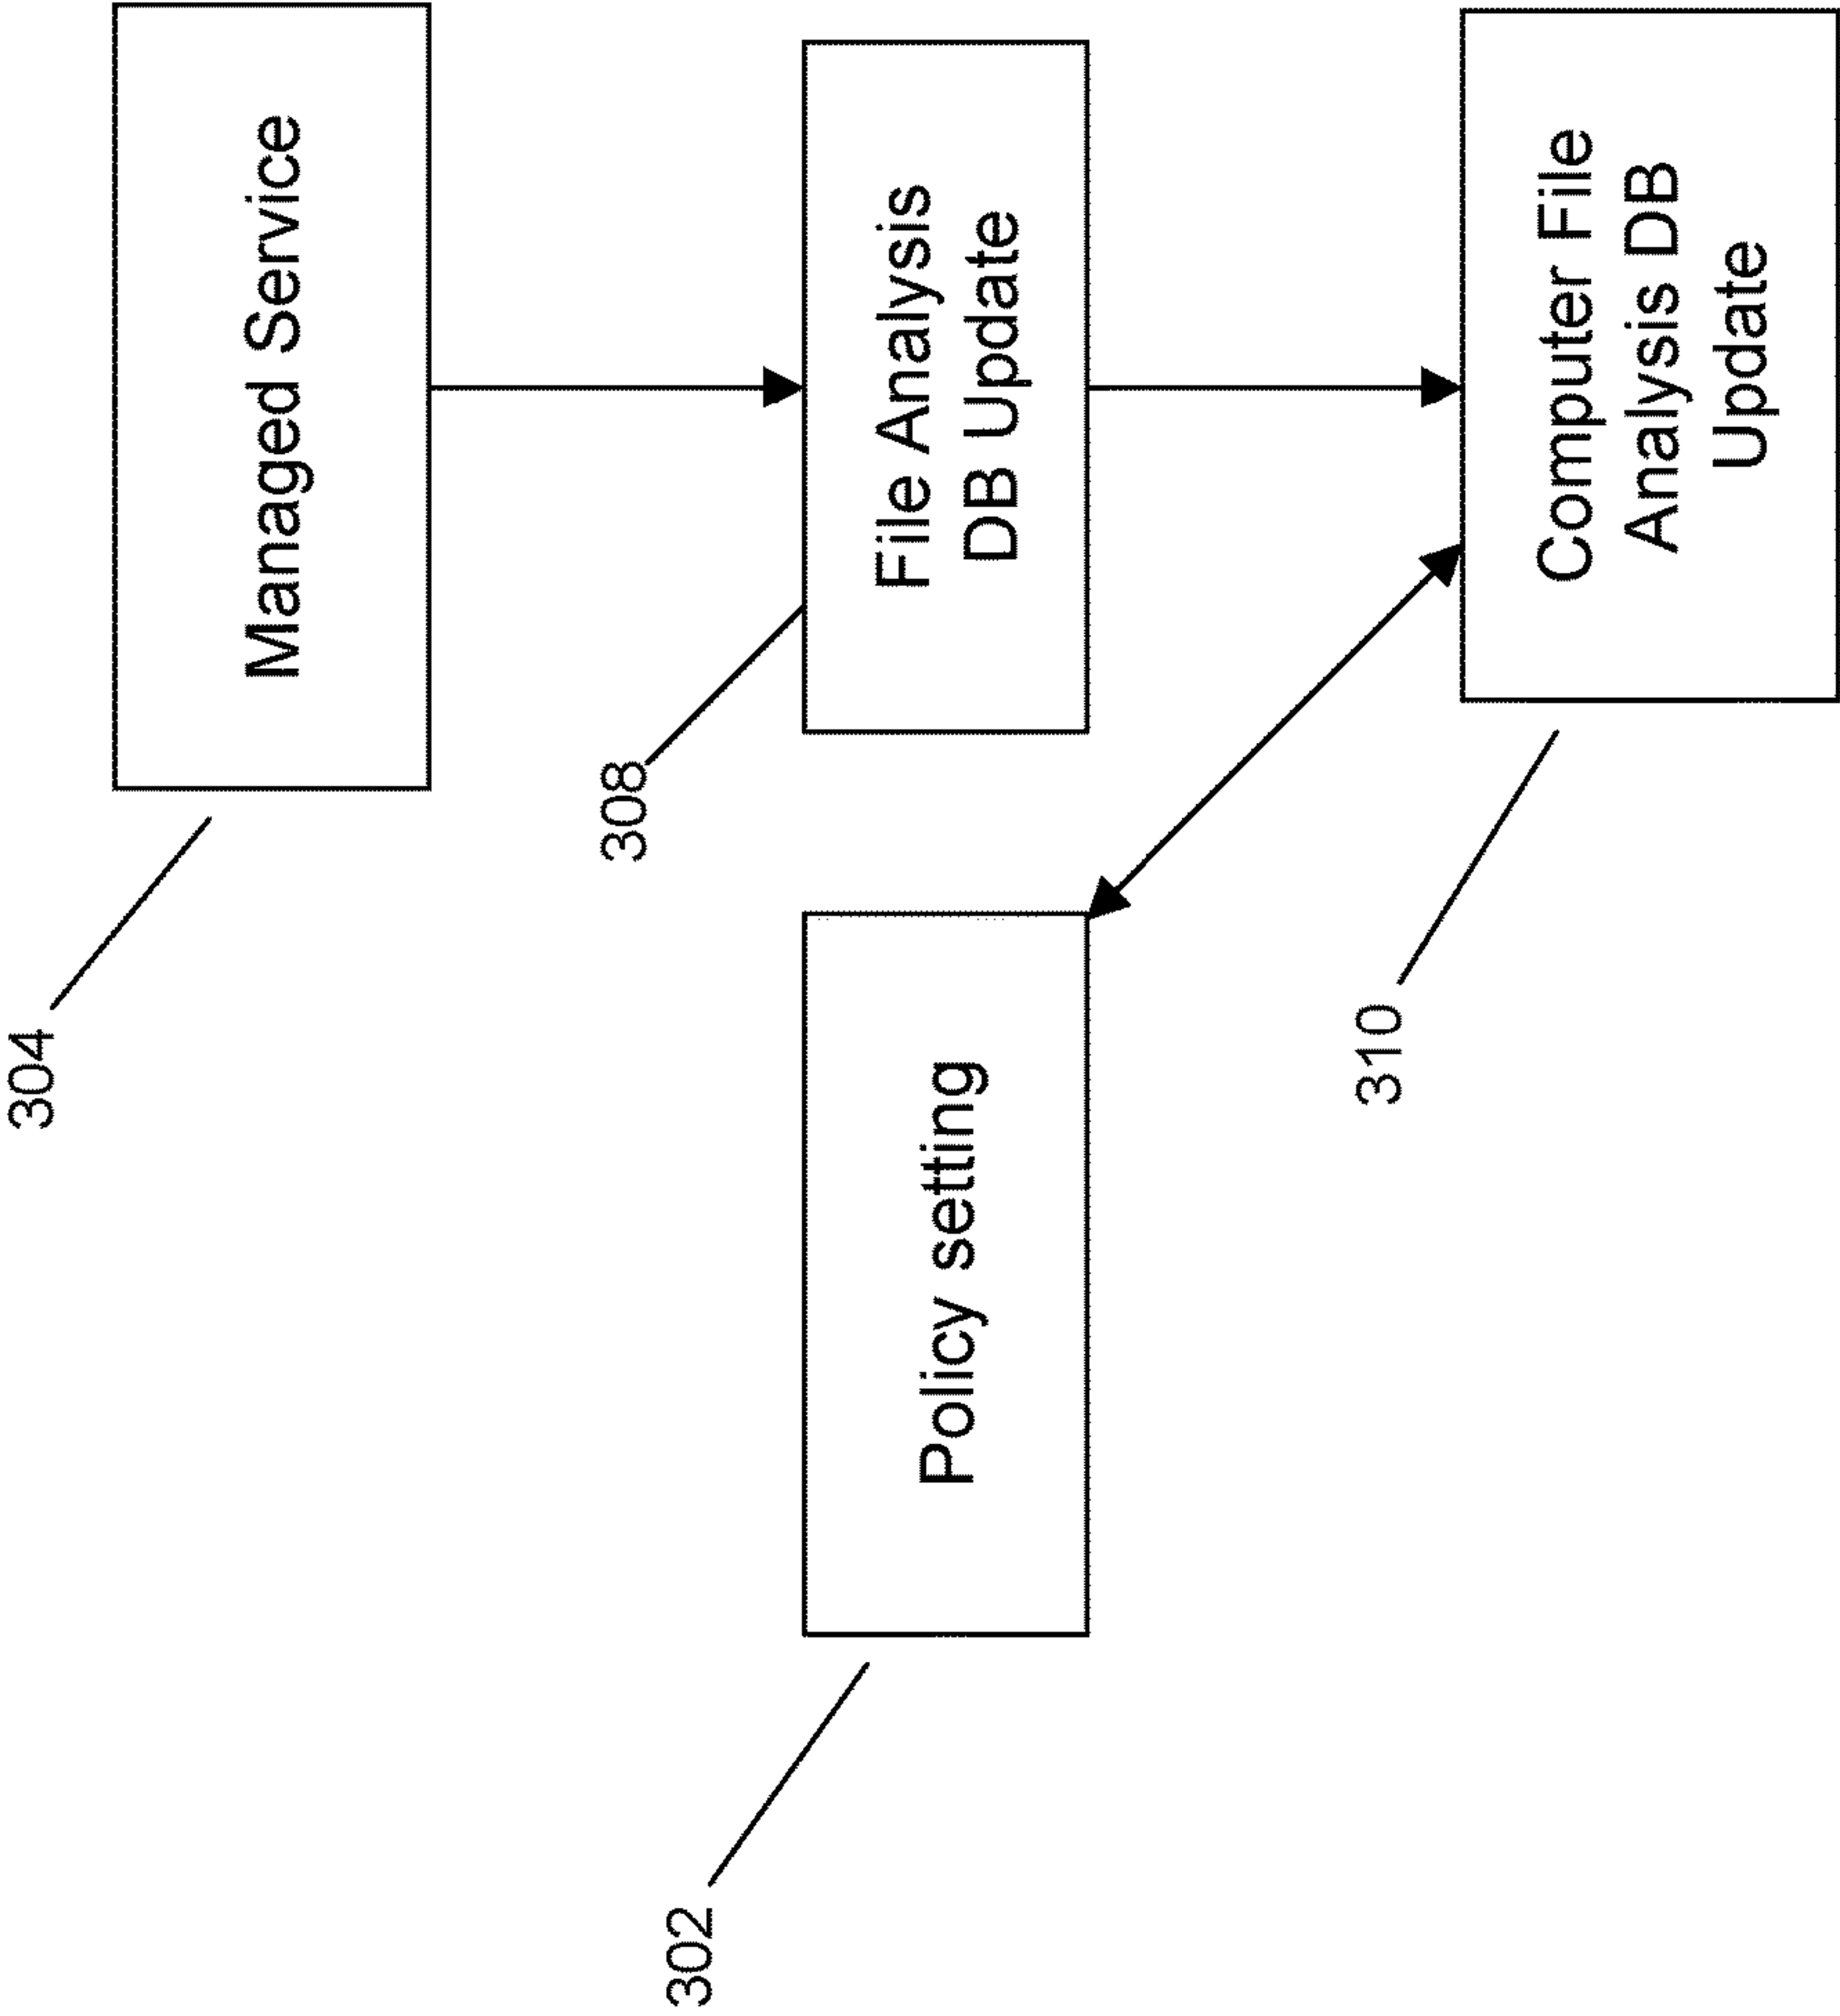 304
Managed Service
308
302
Policy setting
File Analysis
DB Update
310
Computer File
Analysis DB
Update